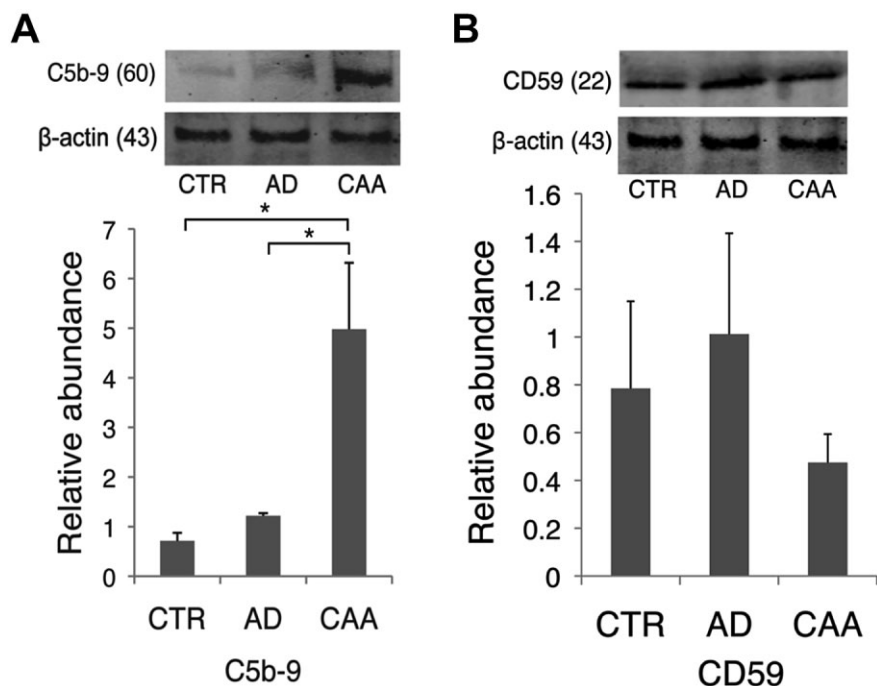 A
C5b-9 (60)
β-actin (43)
CTR AD CAA
*
*
7
6
5
4
3
2
1
0
Relative abundance
CTR AD CAA
C5b-9
B
CD59 (22)
β-actin (43)
CTR AD CAA
1.6
1.4
1.2
1
0.8
0.6
0.4
0.2
0
Relative abundance
CTR AD CAA
CD59